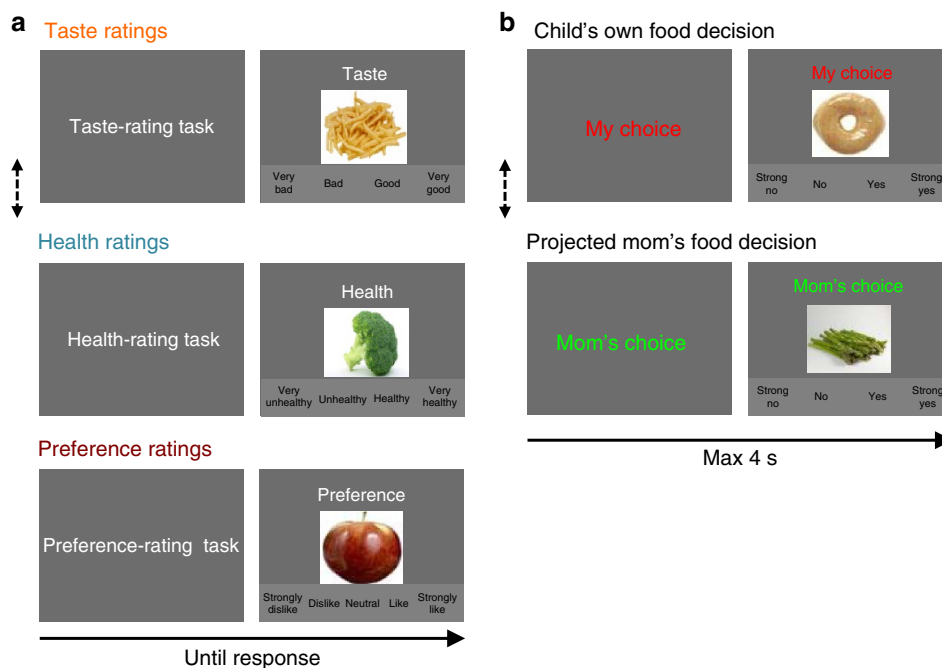 a
Taste ratings
Taste-rating task
Taste
Very bad
Bad
Good
Very good
Health ratings
Health-rating task
Health
Very unhealthy
Unhealthy
Healthy
Very healthy
Preference ratings
Preference-rating task
Preference
Strongly dislike
Dislike
Neutral
Like
Strongly like
Until response
b
Child's own food decision
My choice
My choice
Strong no
No
Yes
Strong yes
Projected mom's food decision
Mom's choice
Mom's choice
Strong no
No
Yes
Strong yes
Max 4 s